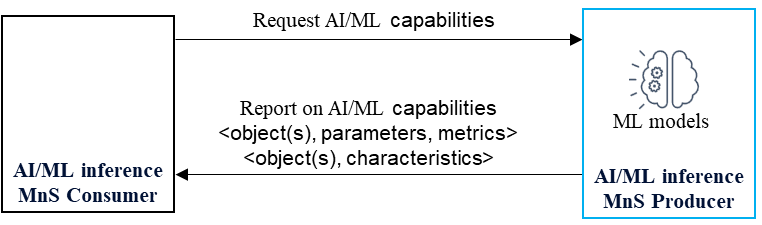 Request AI/ML capabilities
ML models
Report on AI/ML capabilities
<object(s), parameters, metrics>
<object(s), characteristics>
AI/ML inference
MnS Consumer
AI/ML inference
MnS Producer